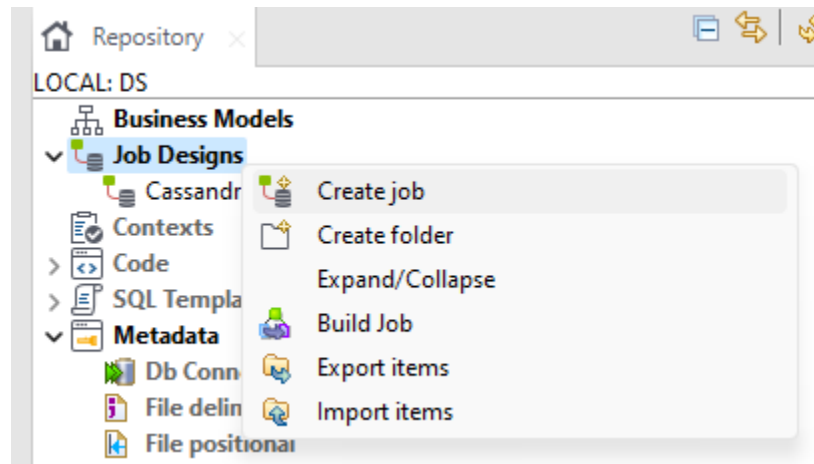 Repository
LOCAL: DS
Business Models
Job Designs
Cassandr
Create job
Contexts
Create folder
Code
Expand/Collapse
SQL Templa
Build Job
Metadata
Db Conn
Export items
File delin
Import items
File positional